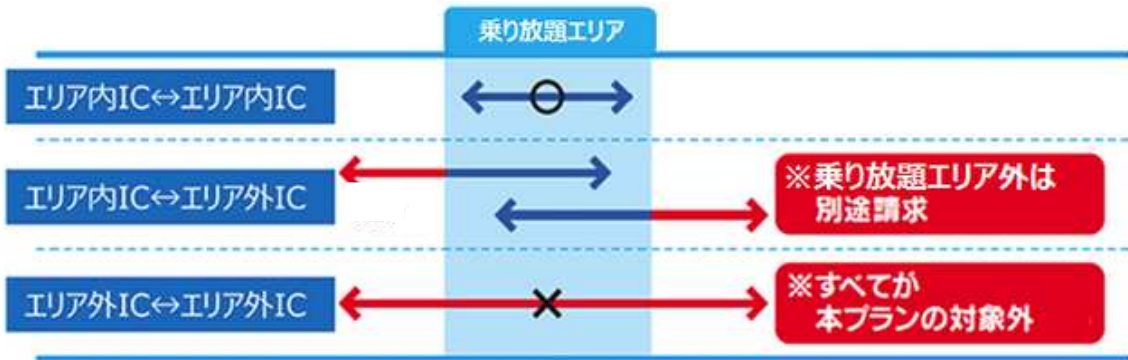 乗り放題エリア
エリア内IC↔エリア内IC
エリア内IC↔エリア外IC
※乗り放題エリア外は
別途請求
エリア外IC↔エリア外IC
※すべてが
本プランの対象外